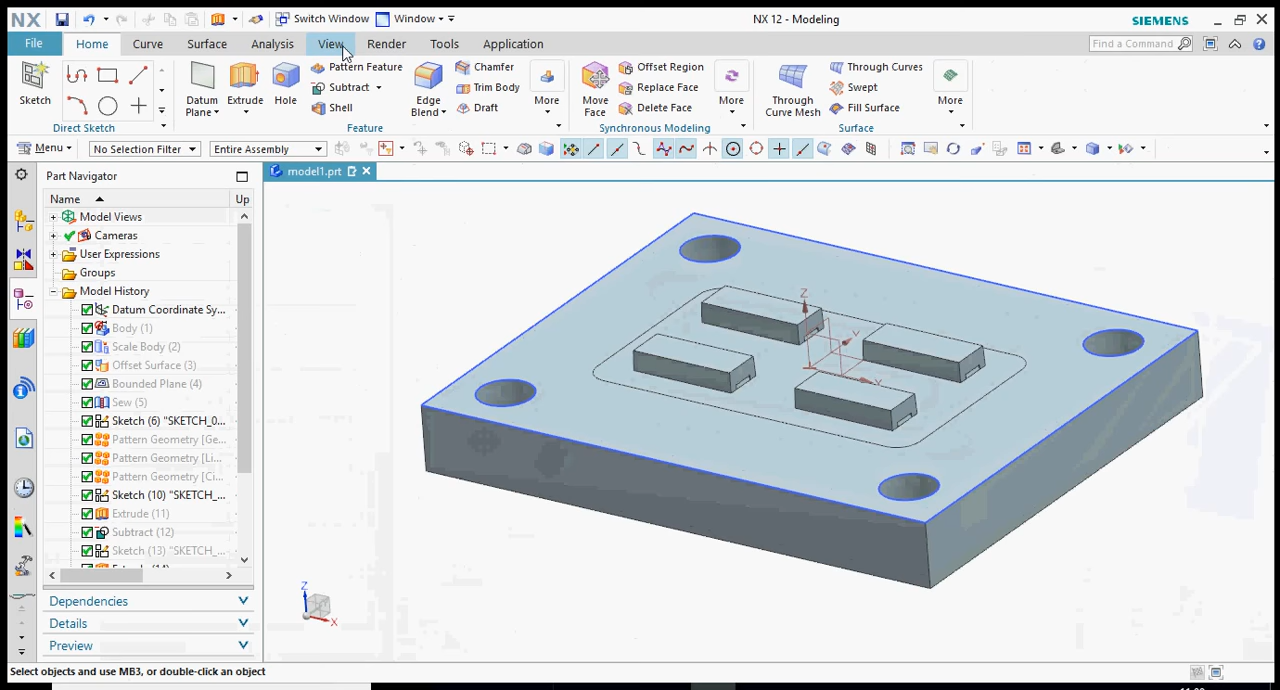 NX Switch Window Window NX 12 - Modeling SIEMENS
File Home Curve Surface Analysis View Render Tools Application Find a Command
Sketch Datum Plane Extrude Hole Pattern Feature Subtract Shell Edge Blend Chamfer Trim Body Draft More Move Face Offset Region Replace Face Delete Face More Through Curve Mesh Through Curves Swept Fill Surface More
Direct Sketch Feature Synchronous Modeling Surface
Menu No Selection Filter Entire Assembly
Part Navigator model1.prt
Name Up
Model Views
Cameras
User Expressions
Groups
Model History
Datum Coordinate Sy...
Body (1)
Scale Body (2)
Offset Surface (3)
Bounded Plane (4)
Sew (5)
Sketch (6) "SKETCH_0...
Pattern Geometry [Ge...
Pattern Geometry [Li...
Pattern Geometry [Ci...
Sketch (10) "SKETCH_...
Extrude (11)
Subtract (12)
Sketch (13) "SKETCH_...
Dependencies
Details
Preview
Z
Y
X
Z
X
Select objects and use MB3, or double-click an object